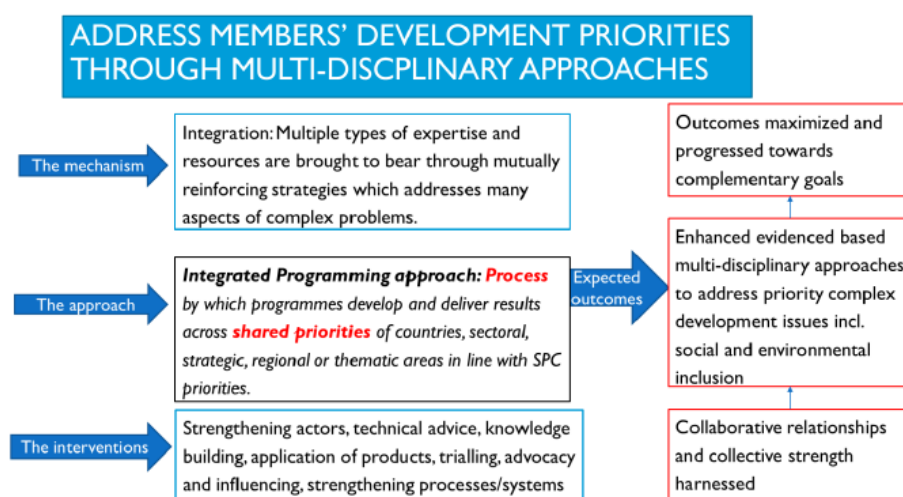 ADDRESS MEMBERS' DEVELOPMENT PRIORITIES
THROUGH MULTI-DISCPLINARY APPROACHES
The mechanism
Integration: Multiple types of expertise and
resources are brought to bear through mutually
reinforcing strategies which addresses many
aspects of complex problems.
The approach
Integrated Programming approach: Process
by which programmes develop and deliver results
across shared priorities of countries, sectoral,
strategic, regional or thematic areas in line with SPC
priorities.
The interventions
Strengthening actors, technical advice, knowledge
building, application of products, trialling, advocacy
and influencing, strengthening processes/systems
Expected
outcomes
Outcomes maximized and
progressed towards
complementary goals
Enhanced evidenced based
multi-disciplinary approaches
to address priority complex
development issues incl.
social and environmental
inclusion
Collaborative relationships
and collective strength
harnessed